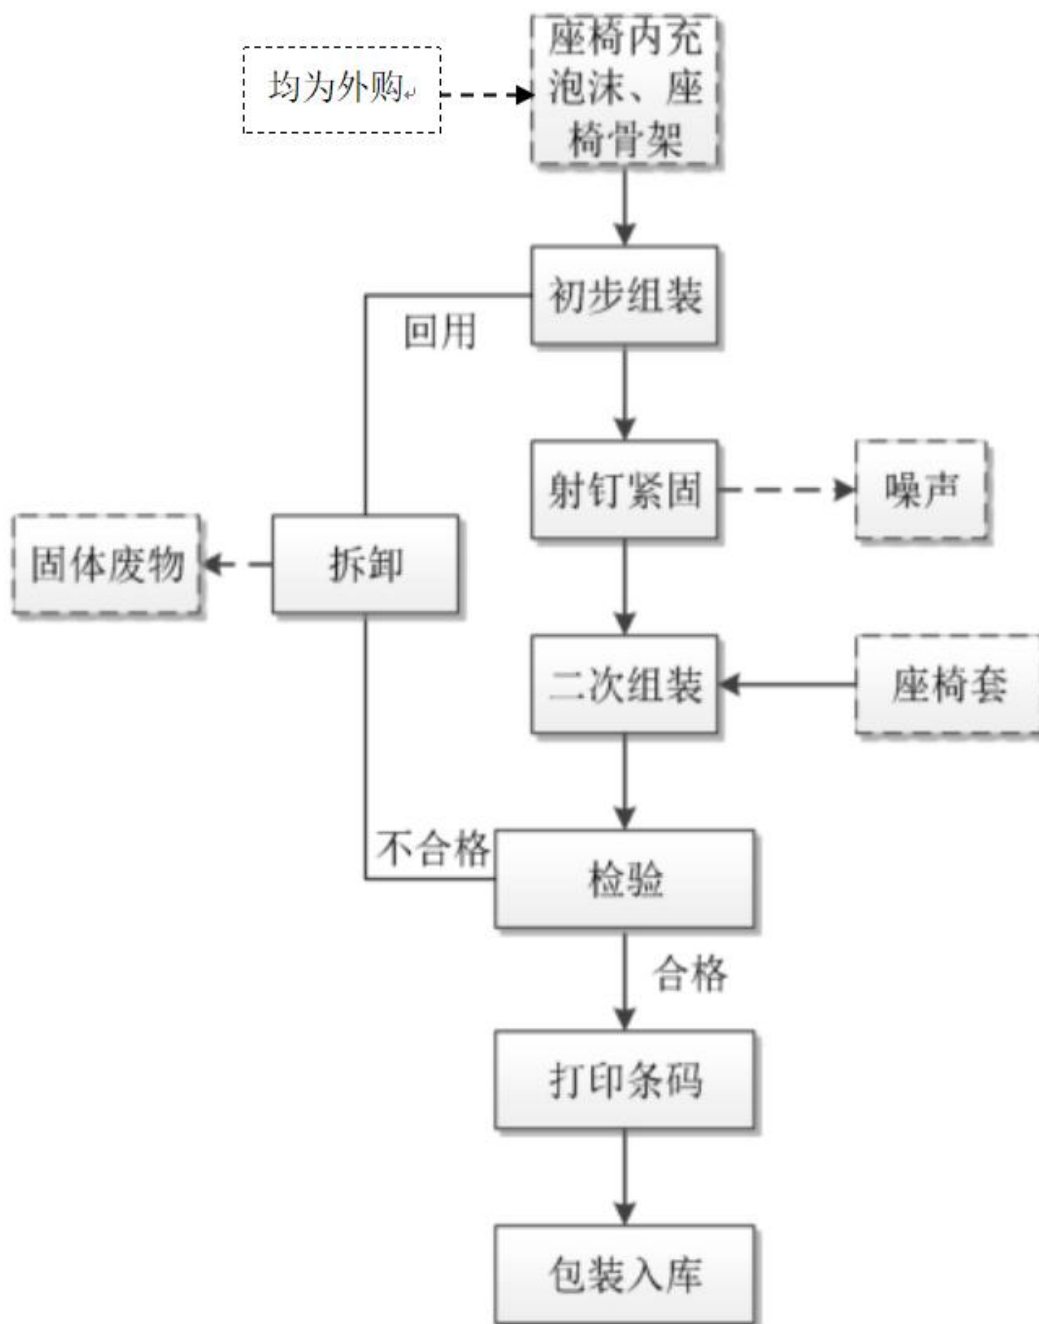 座椅内充
泡沫、座
椅骨架
均为外购
初步组装
回用
射钉紧固
噪声
固体废物
拆卸
二次组装
座椅套
不合格
检验
合格
打印条码
包装入库